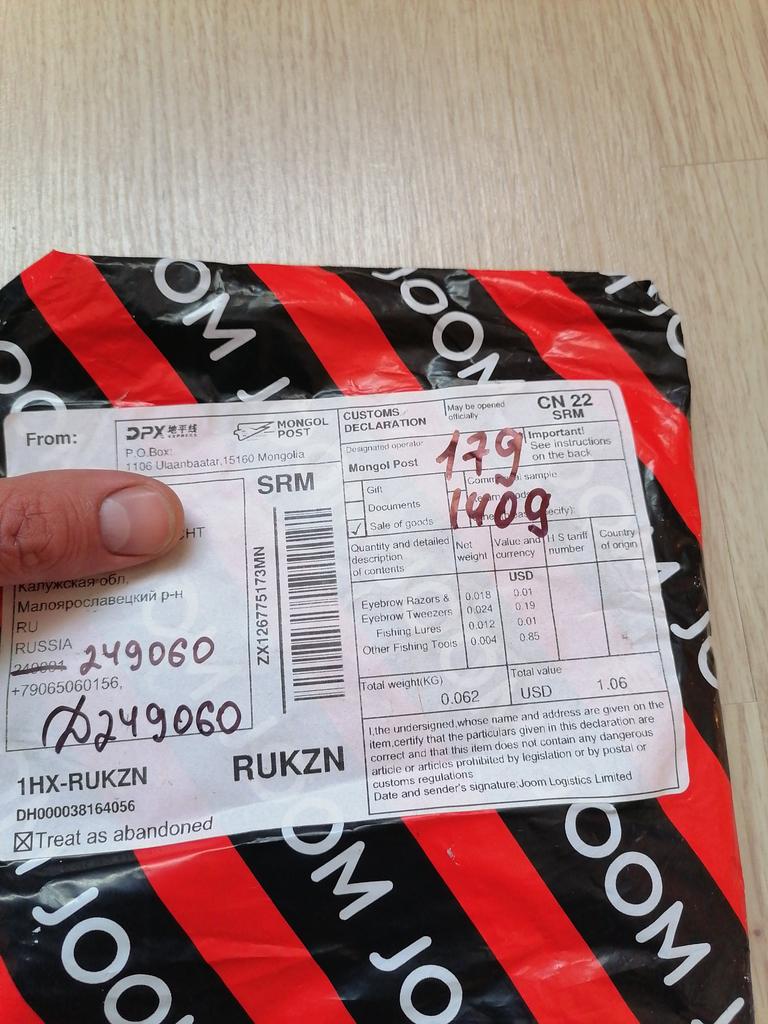 From:
DPX 地平线
EXPRESS
MONGOL
POST
P.O.Box:
1106 Ulaanbaatar,15160 Mongolia
SRM
CHT
Калужская обл,
Малоярославецкий р-н
RU
RUSSIA
249060
+79065060156,
249060
ZX126775173MN
1HX-RUKZN
RUKZN
DH000038164056
Treat as abandoned
CUSTOMS
DECLARATION
May be opened
officially
CN 22
SRM
Designated operator
Mongol Post
179
Important!
See instructions
on the back
Gift
sample
Documents
140g
Sale of goods
Quantity and detailed
description
of contents
Net
weight
Value and
currency
H S tariff
number
Country
of origin
USD
Eyebrow Razors & 0.018 0.01
Eyebrow Tweezers 0.024 0.19
Fishing Lures 0.012 0.01
Other Fishing Tools 0.004 0.85
Total weight(KG)
0.062
Total value
USD 1.06
I,the undersigned,whose name and address are given on the
item,certify that the particulars given in this declaration are
correct and that this item does not contain any dangerous
article or articles prohibited by legislation or by postal or
customs regulations
Date and sender's signature:Joom Logistics Limited
JOOM
JOOM
JOOM
JOOM